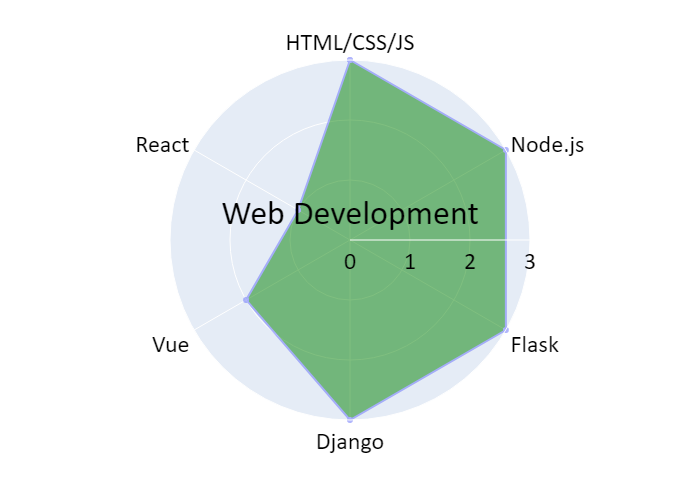 HTML/CSS/JS
React
Node.js
Web Development
0 1 2 3
Vue
Flask
Django